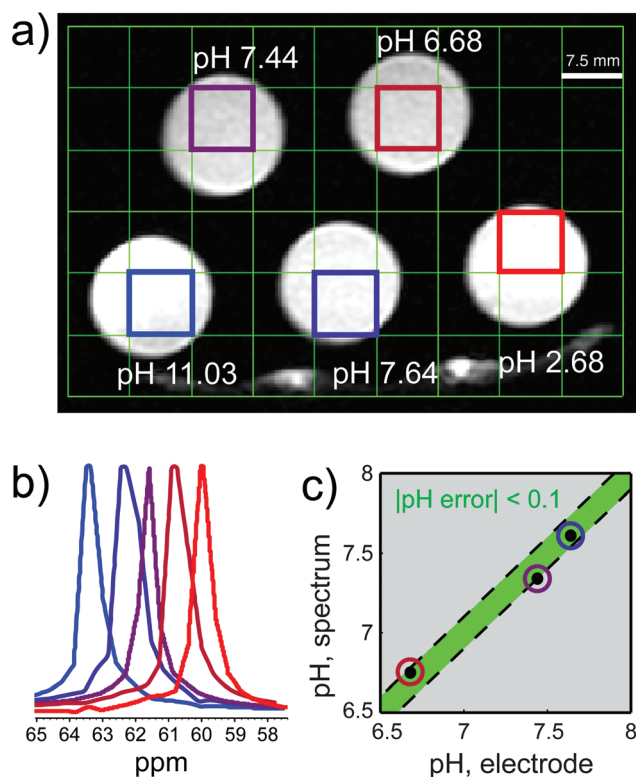 a)
pH 7.44
pH 6.68
7.5 mm
pH 11.03
pH 7.64
pH 2.68
b)
65 64 63 62 61 60 59 58
ppm
c)
8
|pH error| < 0.1
7.5
7
6.5
pH, spectrum
6.5 7 7.5 8
pH, electrode